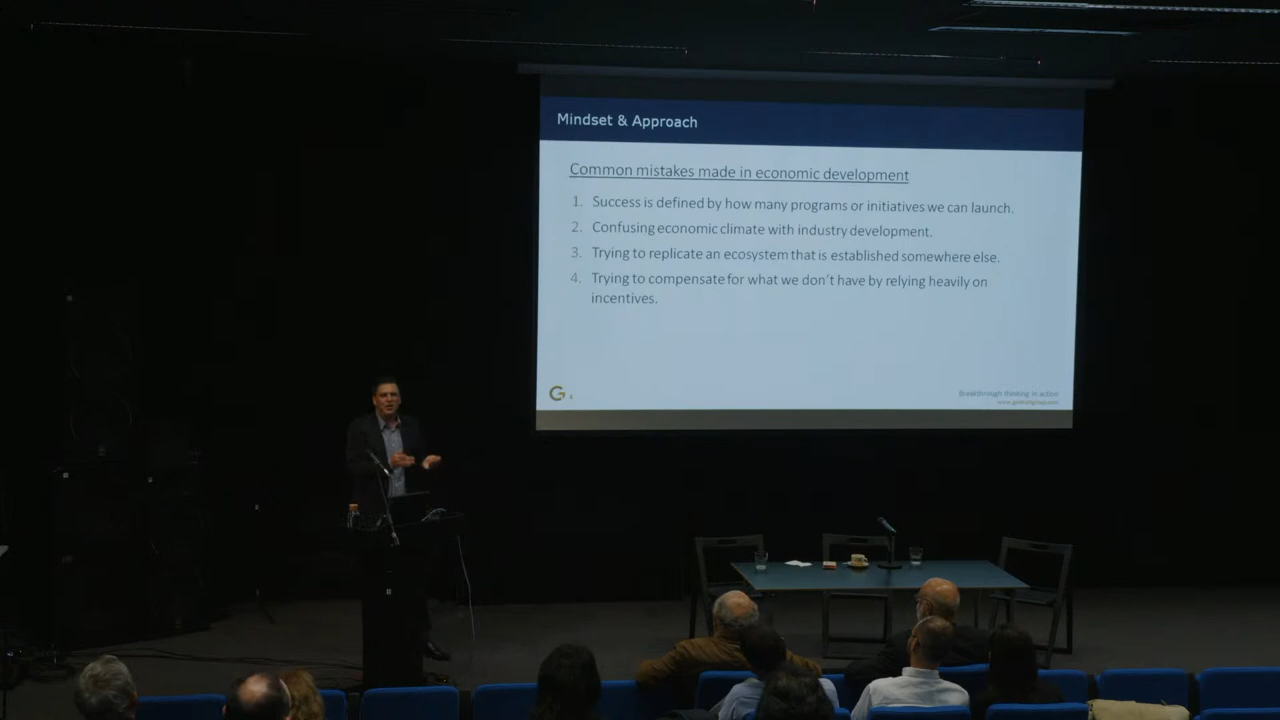 Mindset & Approach
Common mistakes made in economic development
1. Success is defined by how many programs or initiatives we can launch.
2. Confusing economic climate with industry development.
3. Trying to replicate an ecosystem that is established somewhere else.
4. Trying to compensate for what we don't have by relying heavily on
incentives.
G 4
Breakthrough thinking in action